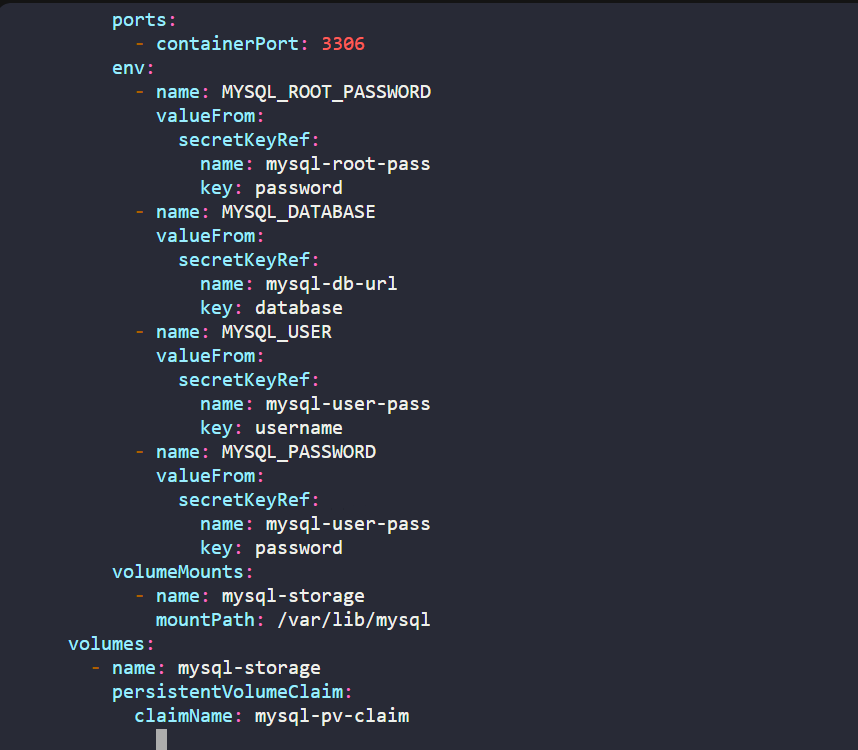 ports:
- containerPort: 3306
env:
- name: MYSQL_ROOT_PASSWORD
valueFrom:
secretKeyRef:
name: mysql-root-pass
key: password
- name: MYSQL_DATABASE
valueFrom:
secretKeyRef:
name: mysql-db-url
key: database
- name: MYSQL_USER
valueFrom:
secretKeyRef:
name: mysql-user-pass
key: username
- name: MYSQL_PASSWORD
valueFrom:
secretKeyRef:
name: mysql-user-pass
key: password
volumeMounts:
- name: mysql-storage
mountPath: /var/lib/mysql
volumes:
- name: mysql-storage
persistentVolumeClaim:
claimName: mysql-pv-claim